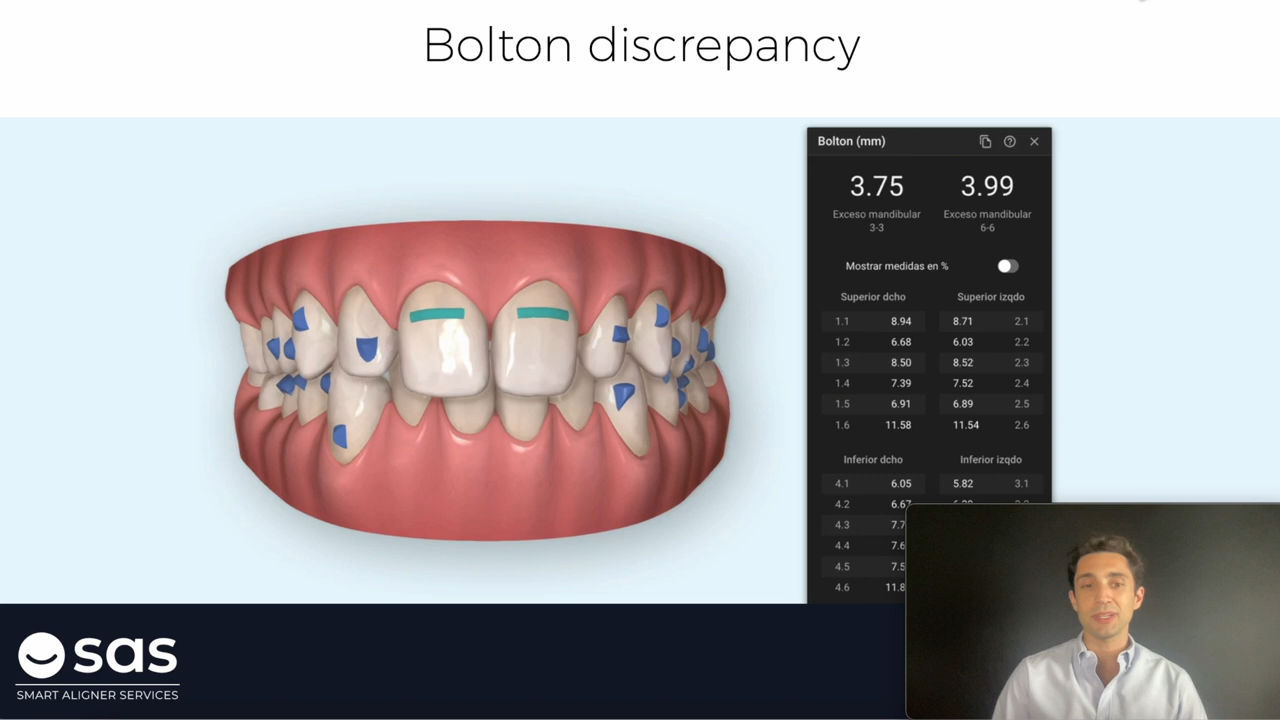 Bolton discrepancy
Bolton (mm)
3.75 3.99
Exceso mandibular Exceso mandibular
3-3 6-6
Mostrar medidas en %
Superior dcho Superior izqdo
1.1 8.94 8.71 2.1
1.2 6.68 6.03 2.2
1.3 8.50 8.52 2.3
1.4 7.39 7.52 2.4
1.5 6.91 6.89 2.5
1.6 11.58 11.54 2.6
Inferior dcho Inferior izqdo
4.1 6.05 5.82 3.1
4.2 6.67
4.3 7.7
4.4 7.6
4.5 7.5
4.6 11.8
sas
SMART ALIGNER SERVICES